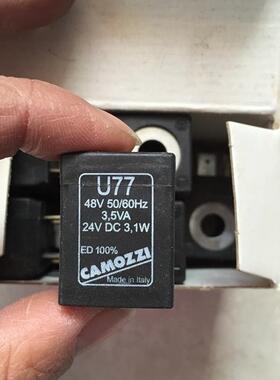 U77
48V 50/60Hz
3,5VA
24V DC 3,1W
ED 100%
CAMOZZI
Made in Italy